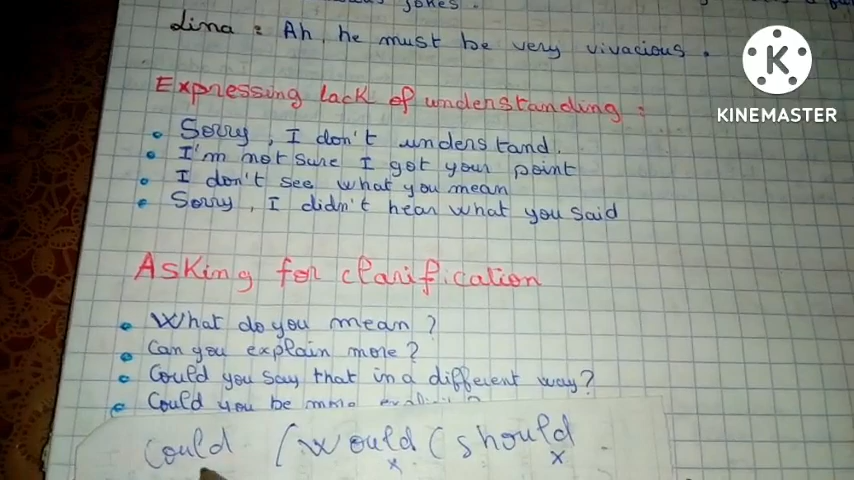 jokes.
Lina : Ah, he must be very vivacious.
KINEMASTER
Expressing lack of understanding :
• Sorry, I don't understand.
• I'm not sure I got your point
• I don't see what you mean
• Sorry, I didn't hear what you said
Asking for clarification
• What do you mean ?
• Can you explain more?
• Could you say that in a different way?
• Could you be more
could / would ( should
x x